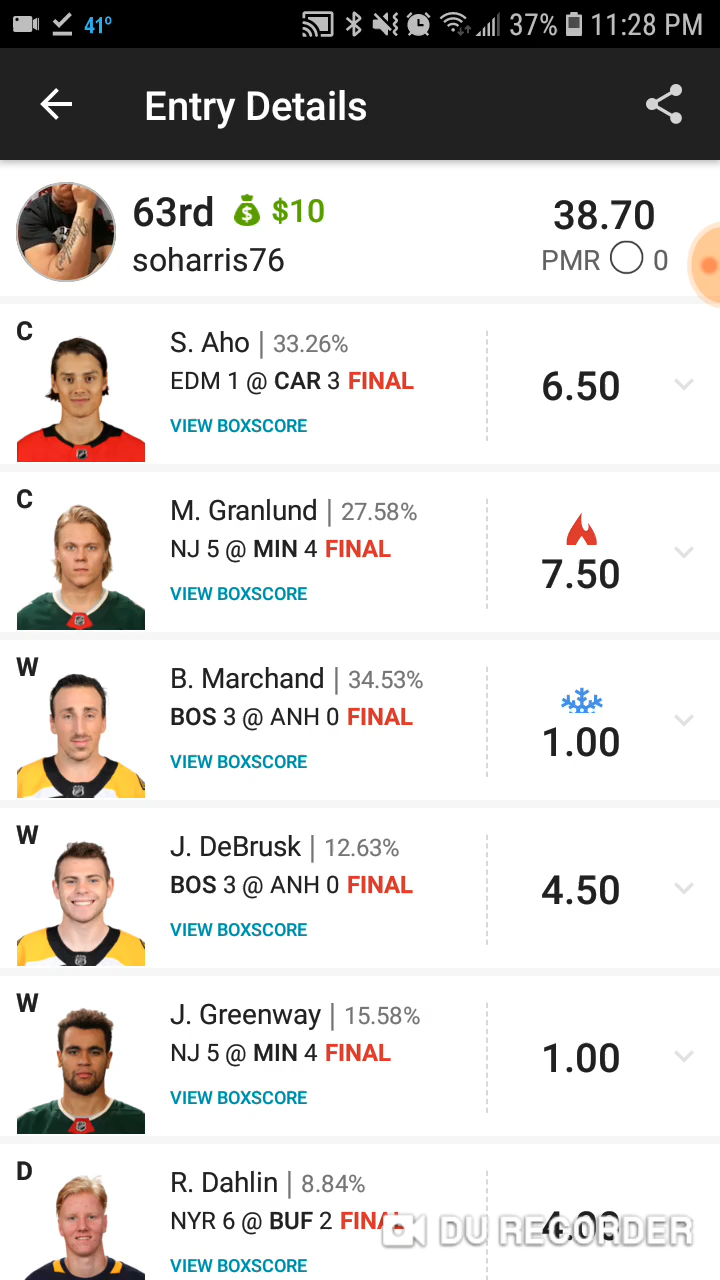 41° 37% 11:28 PM
Entry Details
63rd $10 38.70
soharris76 PMR 0
C S. Aho | 33.26%
EDM 1 @ CAR 3 FINAL 6.50
VIEW BOXSCORE
C M. Granlund | 27.58%
NJ 5 @ MIN 4 FINAL 7.50
VIEW BOXSCORE
W B. Marchand | 34.53%
BOS 3 @ ANH 0 FINAL 1.00
VIEW BOXSCORE
W J. DeBrusk | 12.63%
BOS 3 @ ANH 0 FINAL 4.50
VIEW BOXSCORE
W J. Greenway | 15.58%
NJ 5 @ MIN 4 FINAL 1.00
VIEW BOXSCORE
D R. Dahlin | 8.84%
NYR 6 @ BUF 2 FINAL 4.00
DU RECORDER
VIEW BOXSCORE